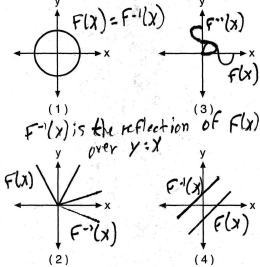 y
F(x) = F⁻¹(x)
x
(1)
y
F⁻¹(x)
x
F(x)
(3)
F⁻¹(x) is the reflection of F(x)
over y=x
y
F(x)
x
F⁻¹(x)
(2)
y
F⁻¹(x)
x
F(x)
(4)